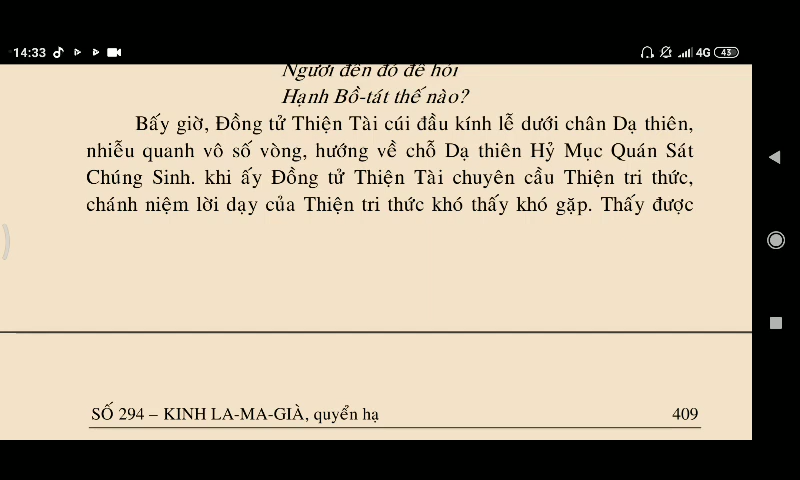 14:33
4G 43
Người đến đó để hỏi
Hạnh Bồ-tát thế nào?
Bấy giờ, Đồng tử Thiện Tài cúi đầu kính lễ dưới chân Dạ thiên,
nhiễu quanh vô số vòng, hướng về chỗ Dạ thiên Hỷ Mục Quán Sát
Chúng Sinh. khi ấy Đồng tử Thiện Tài chuyên cầu Thiện tri thức,
chánh niệm lời dạy của Thiện tri thức khó thấy khó gặp. Thấy được
SỐ 294 – KINH LA-MA-GIÀ, quyển hạ 409